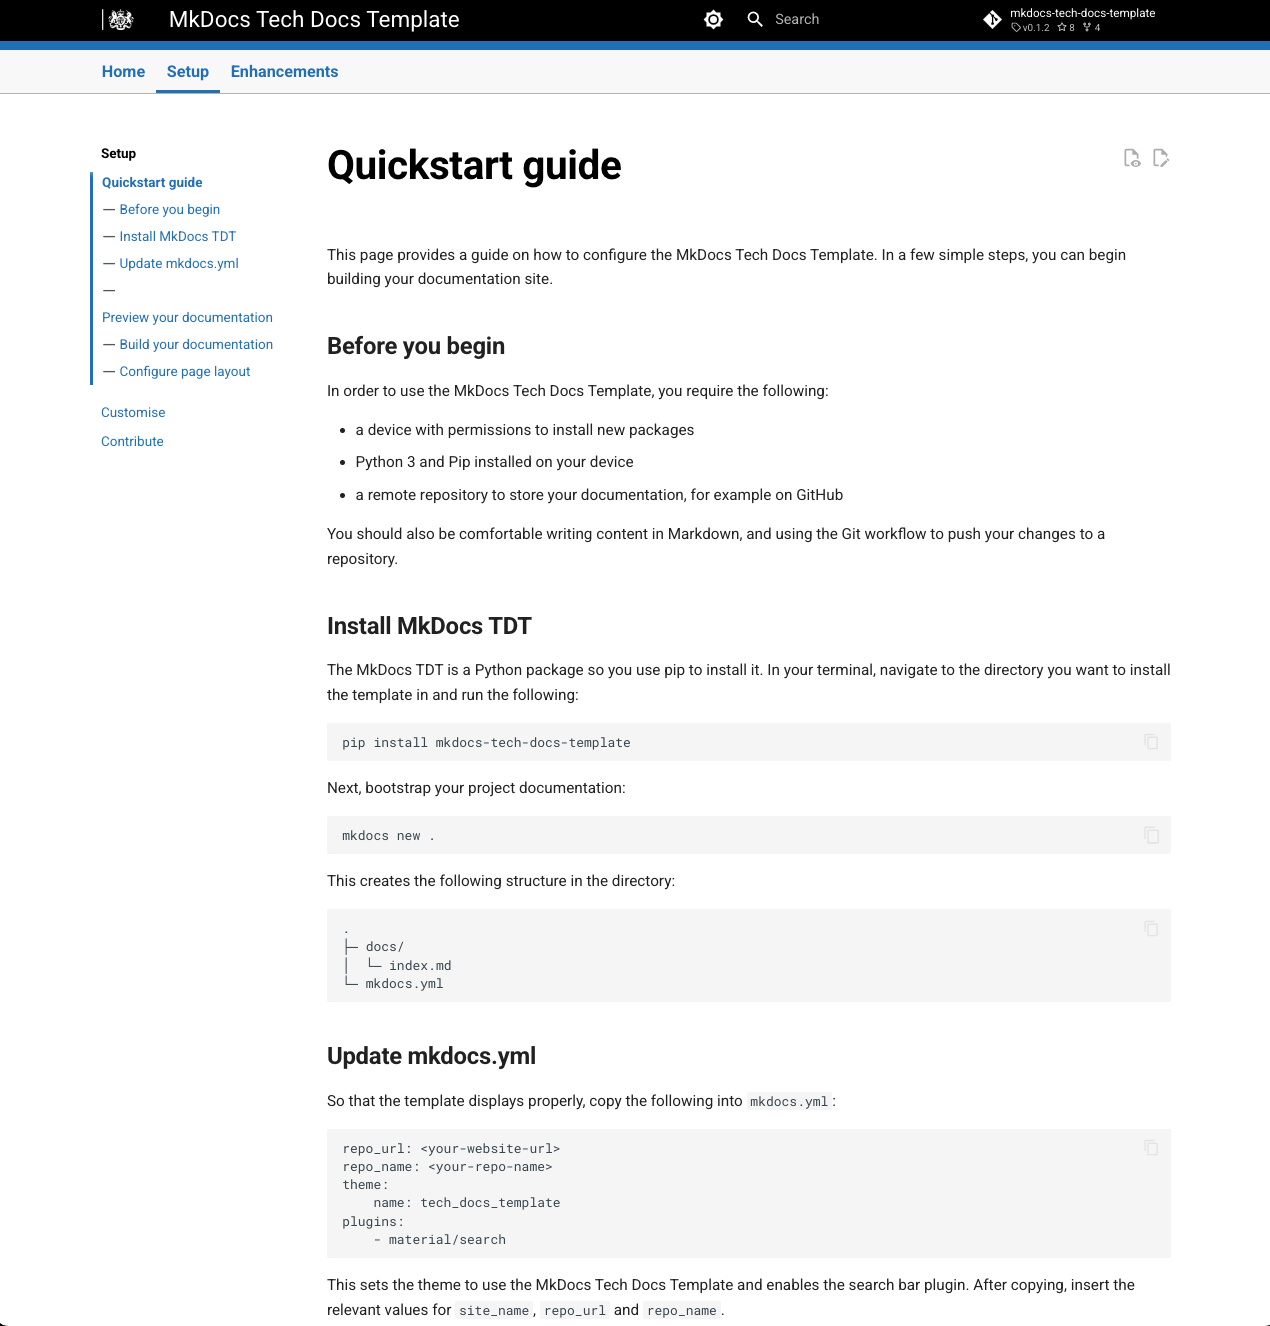 MkDocs Tech Docs Template
Search
mkdocs-tech-docs-template
v0.1.2 8 4
Home Setup Enhancements
Setup
Quickstart guide
— Before you begin
— Install MkDocs TDT
— Update mkdocs.yml
—
Preview your documentation
— Build your documentation
— Configure page layout
Customise
Contribute
Quickstart guide
This page provides a guide on how to configure the MkDocs Tech Docs Template. In a few simple steps, you can begin
building your documentation site.
Before you begin
In order to use the MkDocs Tech Docs Template, you require the following:
• a device with permissions to install new packages
• Python 3 and Pip installed on your device
• a remote repository to store your documentation, for example on GitHub
You should also be comfortable writing content in Markdown, and using the Git workflow to push your changes to a
repository.
Install MkDocs TDT
The MkDocs TDT is a Python package so you use pip to install it. In your terminal, navigate to the directory you want to install
the template in and run the following:
pip install mkdocs-tech-docs-template
Next, bootstrap your project documentation:
mkdocs new .
This creates the following structure in the directory:
.
├─ docs/
│  └─ index.md
└─ mkdocs.yml
Update mkdocs.yml
So that the template displays properly, copy the following into mkdocs.yml:
repo_url: <your-website-url>
repo_name: <your-repo-name>
theme:
    name: tech_docs_template
plugins:
    - material/search
This sets the theme to use the MkDocs Tech Docs Template and enables the search bar plugin. After copying, insert the
relevant values for site_name, repo_url and repo_name.